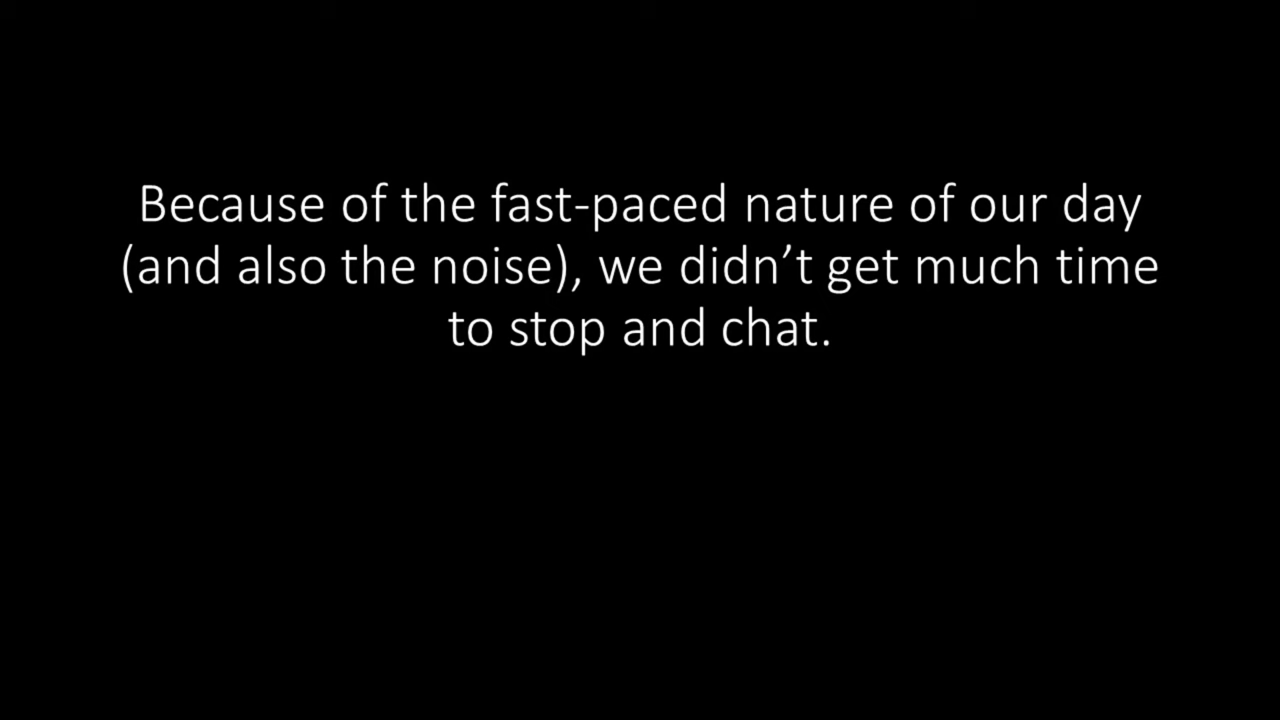 Because of the fast-paced nature of our day
(and also the noise), we didn’t get much time
to stop and chat.